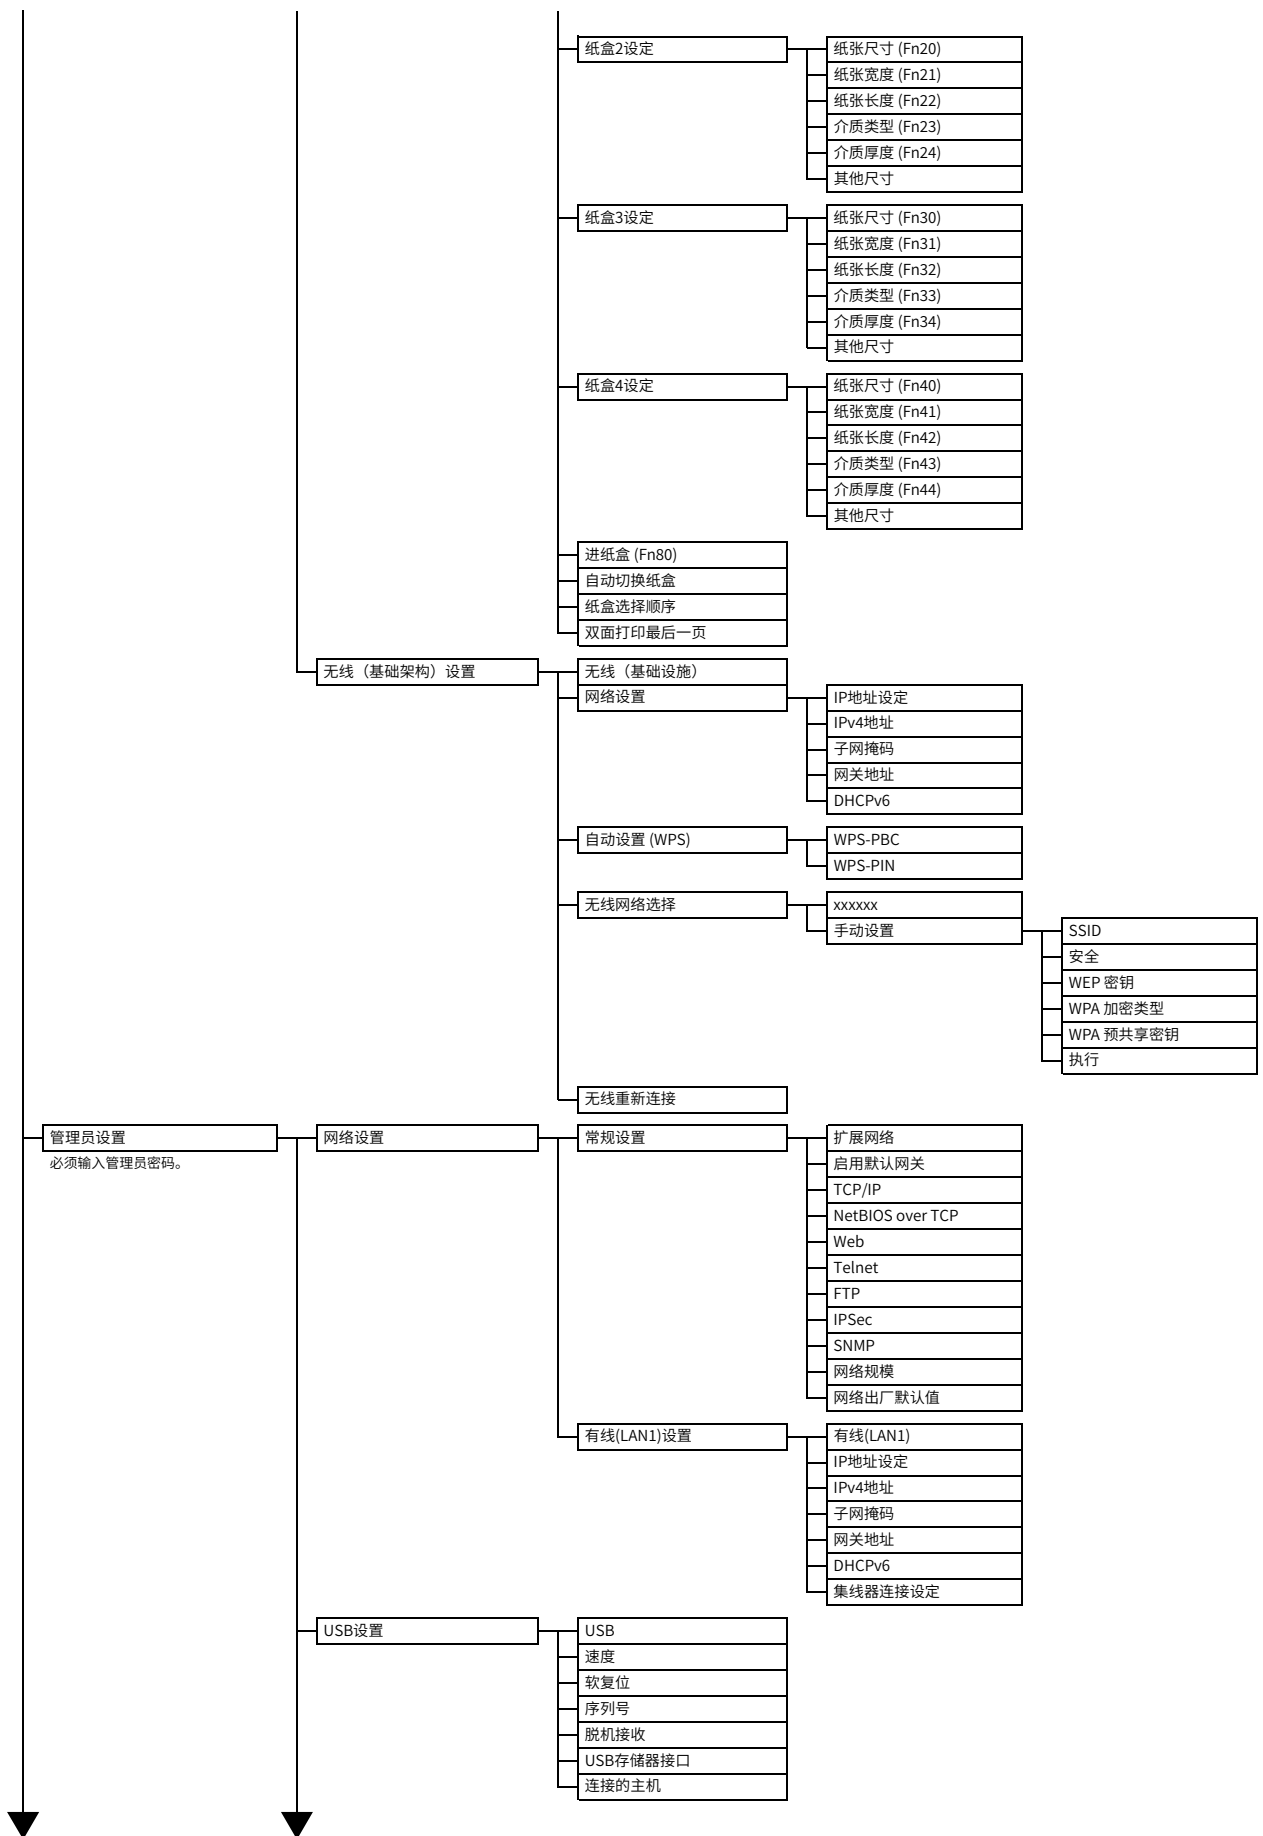 纸盒2设定
纸张尺寸 (Fn20)
纸张宽度 (Fn21)
纸张长度 (Fn22)
介质类型 (Fn23)
介质厚度 (Fn24)
其他尺寸
纸盒3设定
纸张尺寸 (Fn30)
纸张宽度 (Fn31)
纸张长度 (Fn32)
介质类型 (Fn33)
介质厚度 (Fn34)
其他尺寸
纸盒4设定
纸张尺寸 (Fn40)
纸张宽度 (Fn41)
纸张长度 (Fn42)
介质类型 (Fn43)
介质厚度 (Fn44)
其他尺寸
进纸盒 (Fn80)
自动切换纸盒
纸盒选择顺序
双面打印最后一页
无线（基础架构）设置
无线（基础设施）
网络设置
IP地址设定
IPv4地址
子网掩码
网关地址
DHCPv6
自动设置 (WPS)
WPS-PBC
WPS-PIN
无线网络选择
xxxxxx
手动设置
SSID
安全
WEP 密钥
WPA 加密类型
WPA 预共享密钥
执行
无线重新连接
管理员设置
必须输入管理员密码。
网络设置
常规设置
扩展网络
启用默认网关
TCP/IP
NetBIOS over TCP
Web
Telnet
FTP
IPSec
SNMP
网络规模
网络出厂默认值
有线(LAN1)设置
有线(LAN1)
IP地址设定
IPv4地址
子网掩码
网关地址
DHCPv6
集线器连接设定
USB设置
USB
速度
软复位
序列号
脱机接收
USB存储器接口
连接的主机